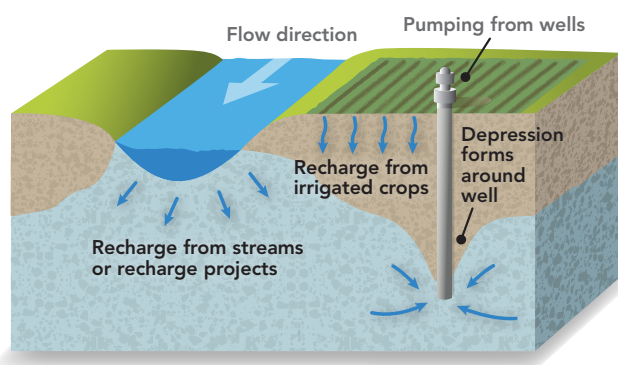 Flow direction
Pumping from wells
Depression
forms
around
well
Recharge from
irrigated crops
Recharge from streams
or recharge projects